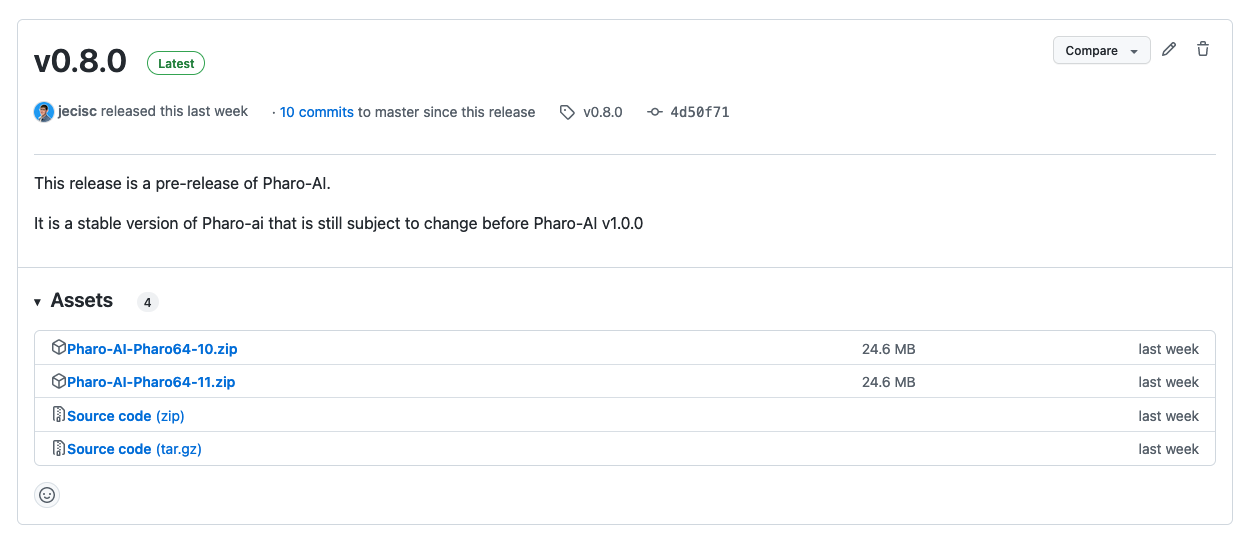 v0.8.0 Latest Compare
jecisc released this last week · 10 commits to master since this release v0.8.0 4d50f71
This release is a pre-release of Pharo-AI.
It is a stable version of Pharo-ai that is still subject to change before Pharo-AI v1.0.0
Assets 4
Pharo-AI-Pharo64-10.zip 24.6 MB last week
Pharo-AI-Pharo64-11.zip 24.6 MB last week
Source code (zip) last week
Source code (tar.gz) last week